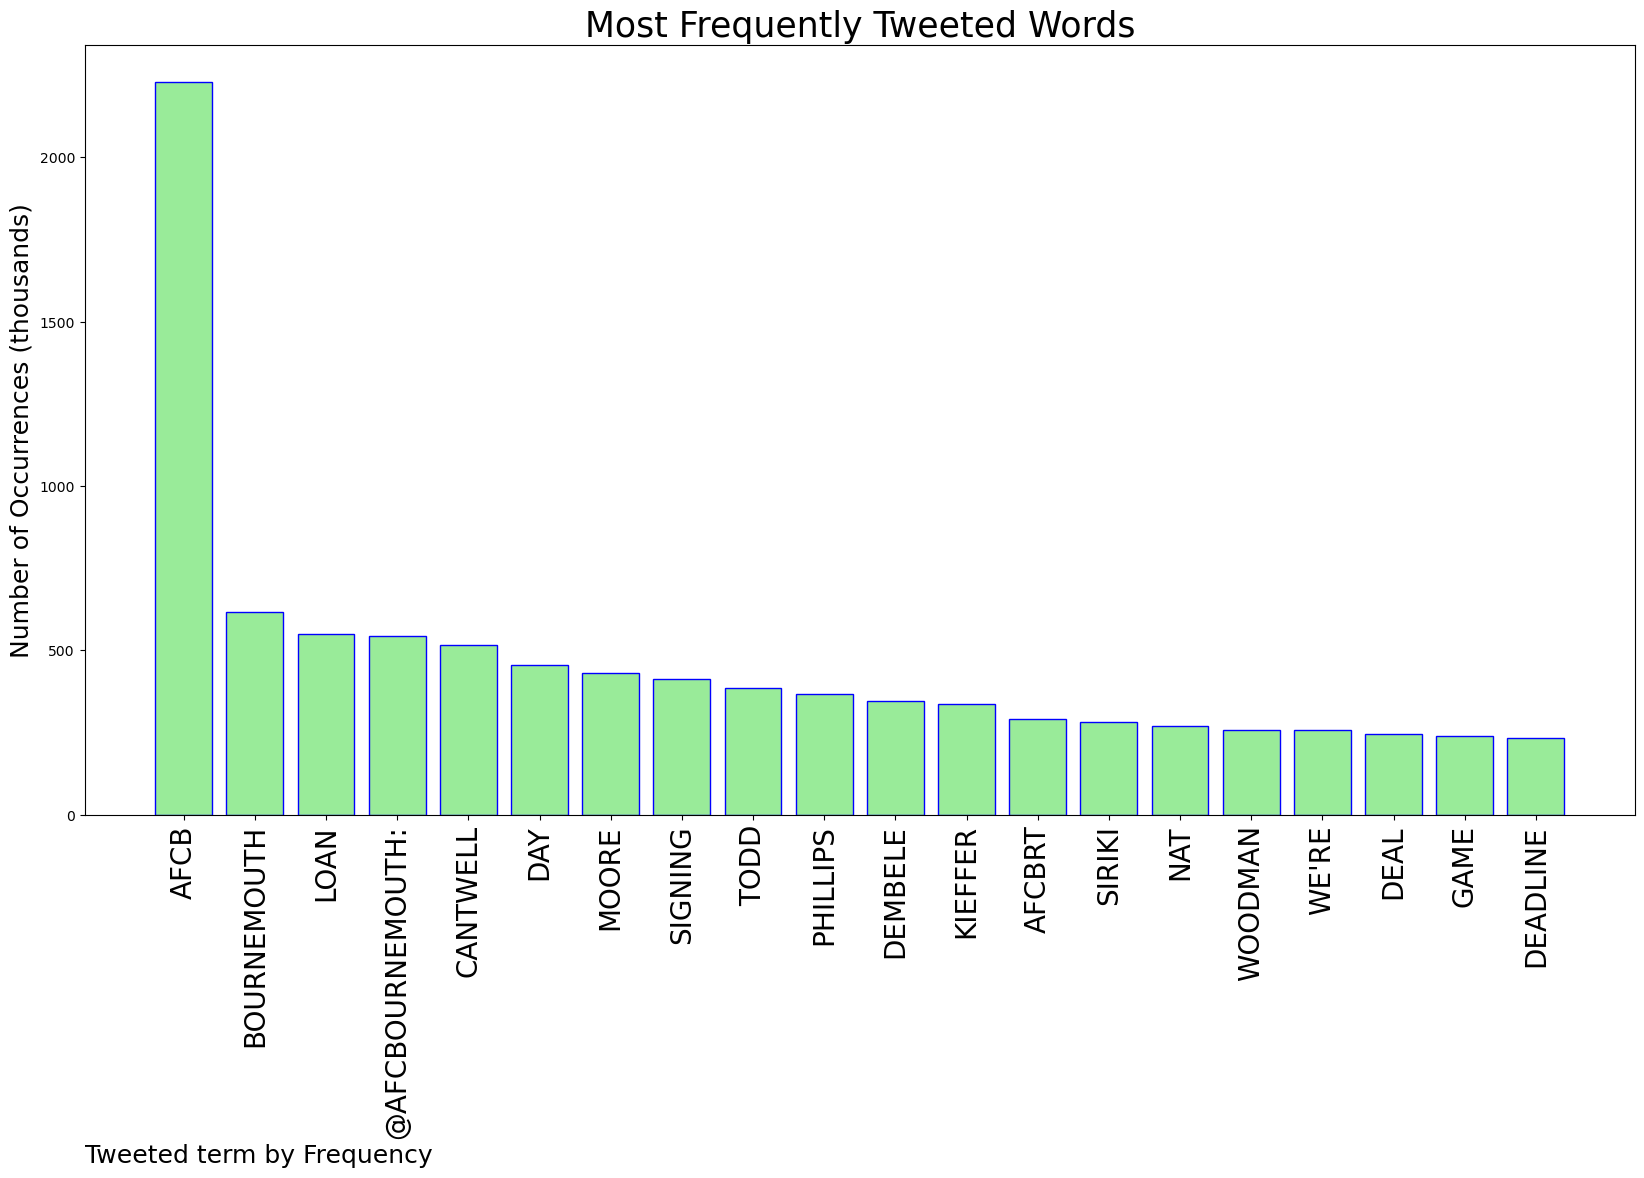 Most Frequently Tweeted Words
Number of Occurrences (thousands)
2000
1500
1000
500
0
AFCB
BOURNEMOUTH
LOAN
@AFCBOURNEMOUTH:
CANTWELL
DAY
MOORE
SIGNING
TODD
PHILLIPS
DEMBELE
KIEFFER
AFCBRT
SIRIKI
NAT
WOODMAN
WE'RE
DEAL
GAME
DEADLINE
Tweeted term by Frequency